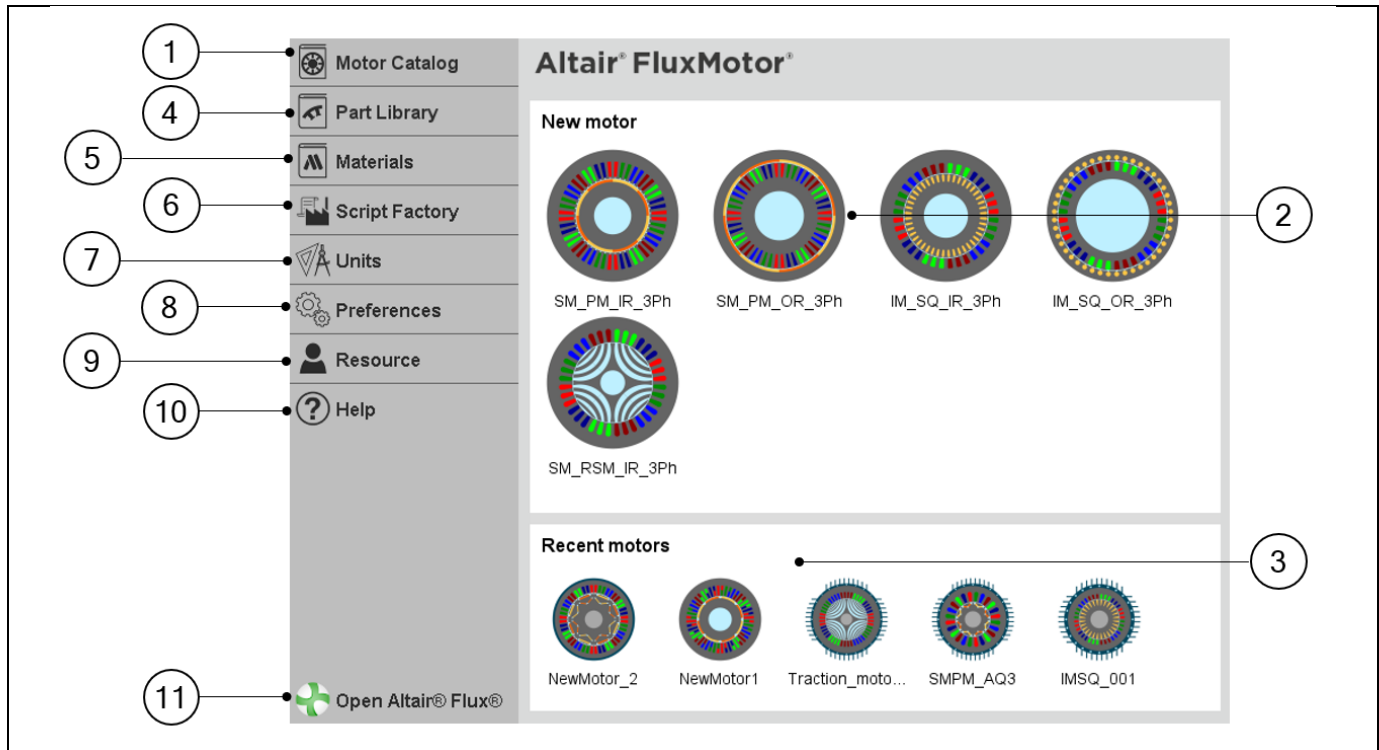 1
Motor Catalog
4
Part Library
5
Materials
6
Script Factory
7
Units
8
Preferences
9
Resource
10
Help
11
Open Altair® Flux®
Altair® FluxMotor®
New motor
2
SM_PM_IR_3Ph
SM_PM_OR_3Ph
IM_SQ_IR_3Ph
IM_SQ_OR_3Ph
SM_RSM_IR_3Ph
Recent motors
3
NewMotor_2
NewMotor1
Traction_moto...
SMPM_AQ3
IMSQ_001